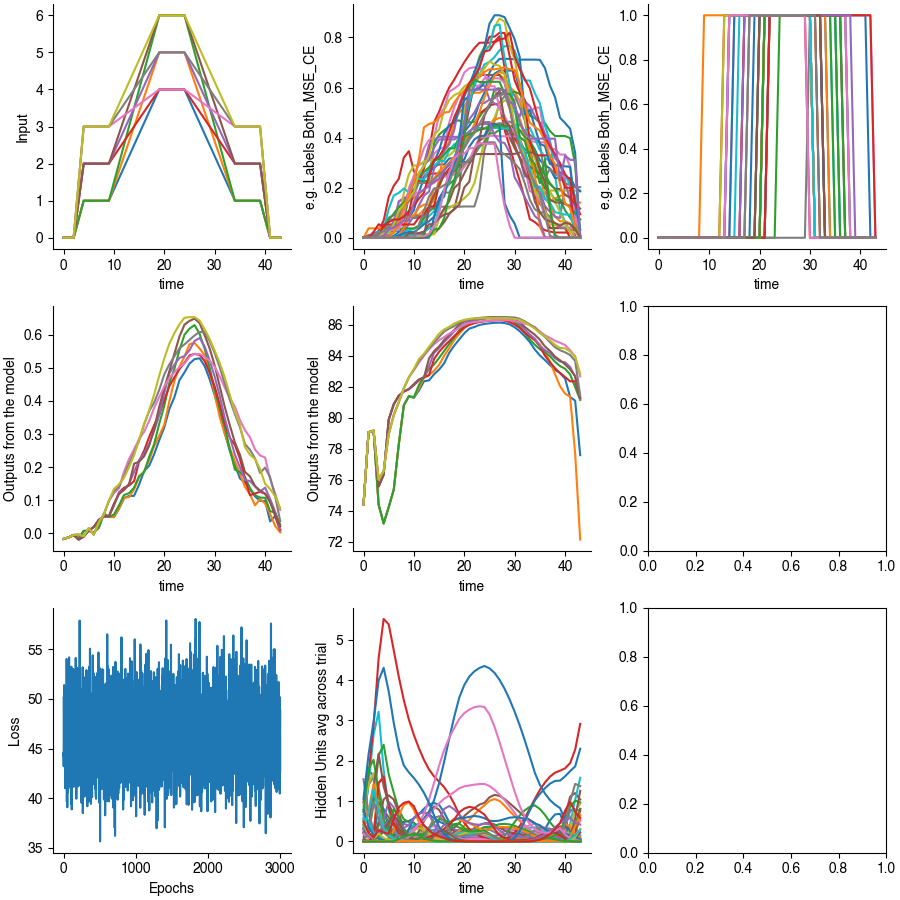 6
5
4
3
2
1
0
Input
0 10 20 30 40
time
0.8
0.6
0.4
0.2
0.0
e.g. Labels Both_MSE_CE
0 10 20 30 40
time
1.0
0.8
0.6
0.4
0.2
0.0
e.g. Labels Both_MSE_CE
0 10 20 30 40
time
0.6
0.5
0.4
0.3
0.2
0.1
0.0
Outputs from the model
0 10 20 30 40
time
86
84
82
80
78
76
74
72
Outputs from the model
0 10 20 30 40
time
1.0
0.8
0.6
0.4
0.2
0.0
0.0 0.2 0.4 0.6 0.8 1.0
55
50
45
40
35
Loss
0 1000 2000 3000
Epochs
5
4
3
2
1
0
Hidden Units avg across trial
0 10 20 30 40
time
1.0
0.8
0.6
0.4
0.2
0.0
0.0 0.2 0.4 0.6 0.8 1.0